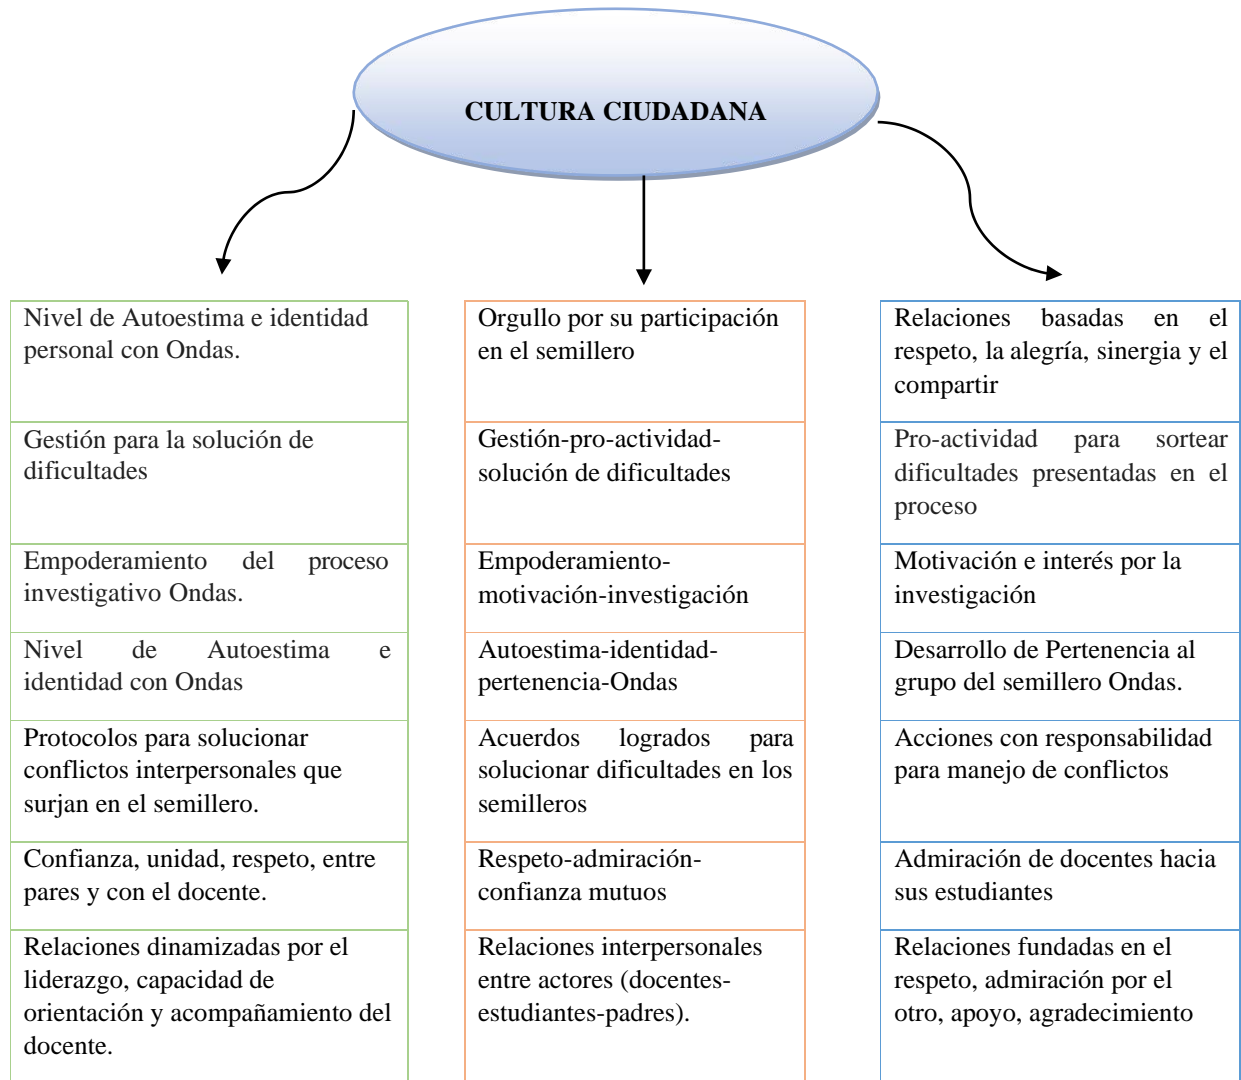 CULTURA CIUDADANA
Nivel de Autoestima e identidad
personal con Ondas.
Orgullo por su participación
en el semillero
Relaciones basadas en el
respeto, la alegría, sinergia y el
compartir
Gestión para la solución de
dificultades
Gestión-pro-actividad-
solución de dificultades
Pro-actividad para sortear
dificultades presentadas en el
proceso
Empoderamiento del proceso
investigativo Ondas.
Empoderamiento-
motivación-investigación
Motivación e interés por la
investigación
Nivel de Autoestima e
identidad con Ondas
Autoestima-identidad-
pertenencia-Ondas
Desarrollo de Pertenencia al
grupo del semillero Ondas.
Protocolos para solucionar
conflictos interpersonales que
surjan en el semillero.
Acuerdos logrados para
solucionar dificultades en los
semilleros
Acciones con responsabilidad
para manejo de conflictos
Confianza, unidad, respeto, entre
pares y con el docente.
Respeto-admiración-
confianza mutuos
Admiración de docentes hacia
sus estudiantes
Relaciones dinamizadas por el
liderazgo, capacidad de
orientación y acompañamiento del
docente.
Relaciones interpersonales
entre actores (docentes-
estudiantes-padres).
Relaciones fundadas en el
respeto, admiración por el
otro, apoyo, agradecimiento